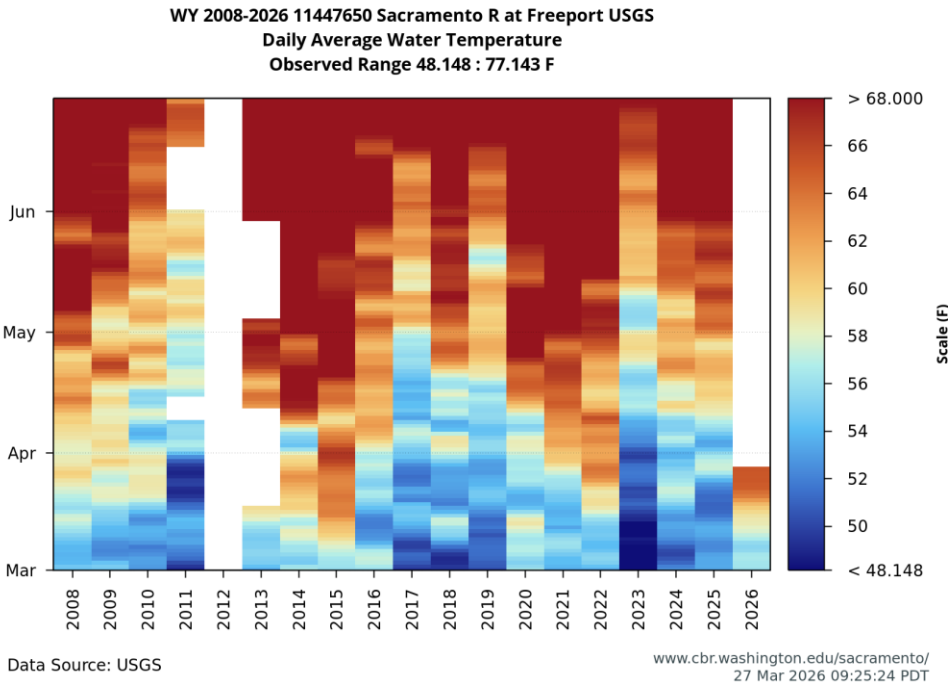 WY 2008-2026 11447650 Sacramento R at Freeport USGS
Daily Average Water Temperature
Observed Range 48.148 : 77.143 F
> 68.000
66
64
62
60
58
56
54
52
50
< 48.148
Scale (F)
Jun
May
Apr
Mar
2008
2009
2010
2011
2012
2013
2014
2015
2016
2017
2018
2019
2020
2021
2022
2023
2024
2025
2026
Data Source: USGS
www.cbr.washington.edu/sacramento/
27 Mar 2026 09:25:24 PDT